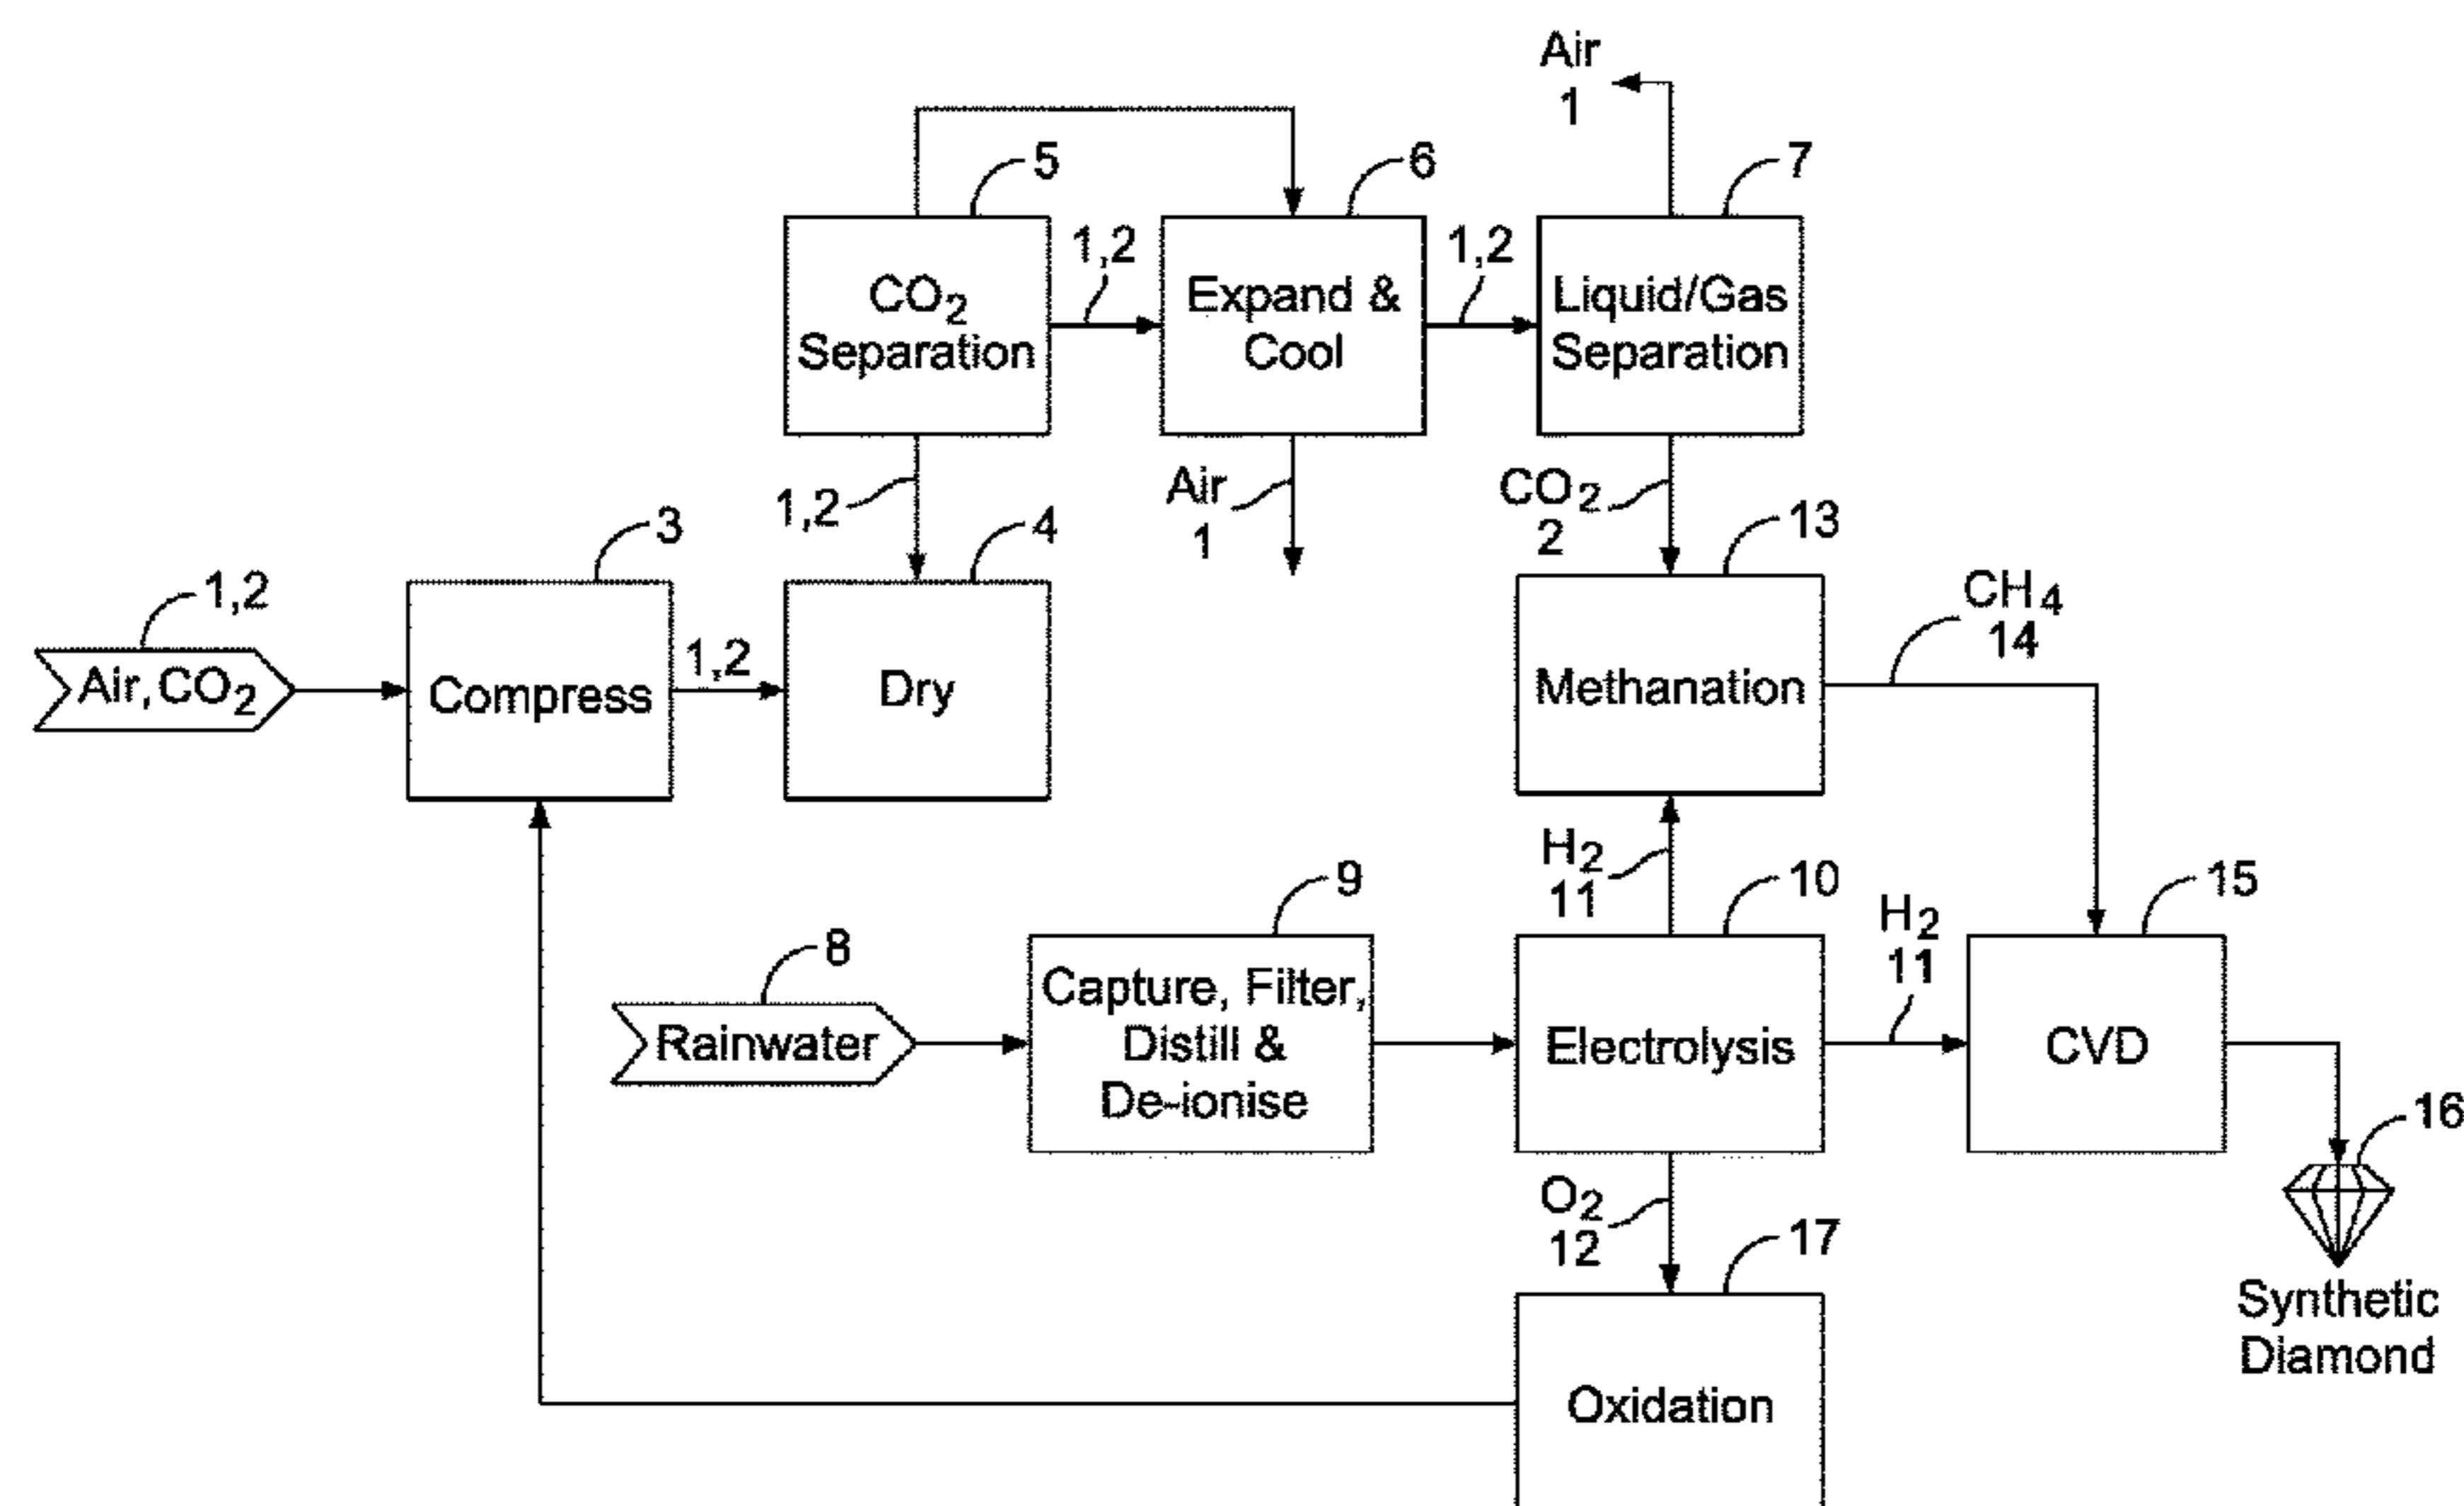 Air
1
5
6
7
CO₂
Separation
1,2
Expand &
Cool
1,2
Liquid/Gas
Separation
1,2
Air
1
CO₂
2
3
4
13
1,2
Air, CO₂
Compress
1,2
Dry
Methanation
CH₄
14
H₂
11
9
10
H₂
11
15
8
Rainwater
Capture, Filter,
Distill &
De-ionise
Electrolysis
CVD
16
O₂
12
17
Synthetic
Diamond
Oxidation